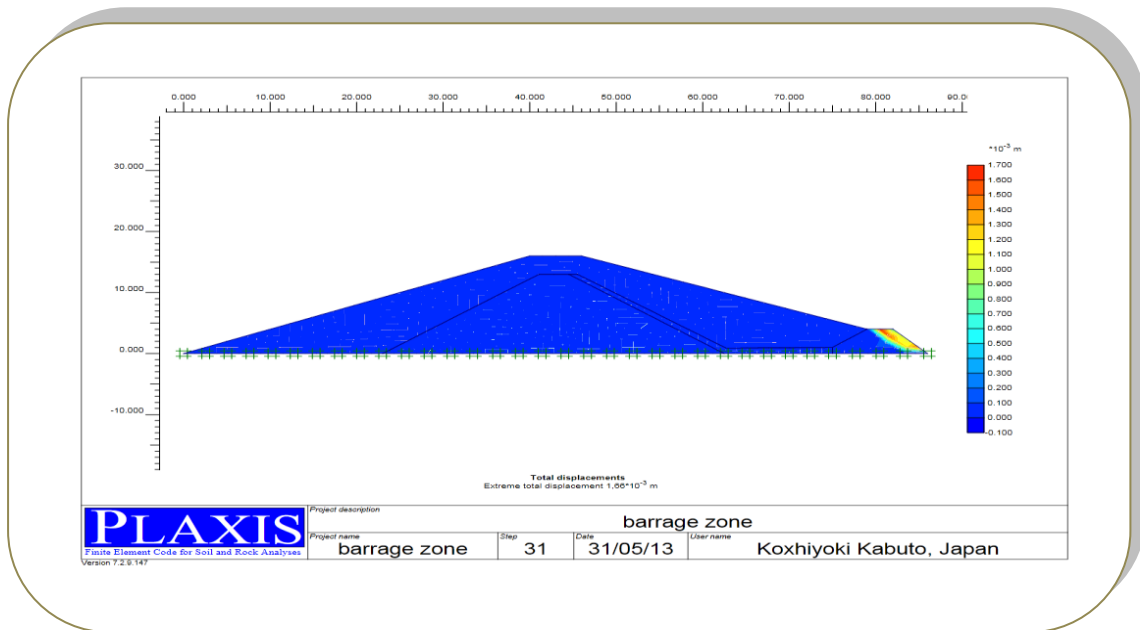 0.000 10.000 20.000 30.000 40.000 50.000 60.000 70.000 80.000 90.0
30.000
20.000
10.000
0.000
-10.000
*10-3 m
1.700
1.600
1.500
1.400
1.300
1.200
1.100
1.000
0.900
0.800
0.700
0.600
0.500
0.400
0.300
0.200
0.100
0.000
-0.100
Total displacements
Extreme total displacement 1,66*10-3 m
PLAXIS
Finite Element Code for Soil and Rock Analyses
Version 7.2.9.147
Project description
barrage zone
Project name
barrage zone
Step
31
Date
31/05/13
User name
Koxhiyoki Kabuto, Japan